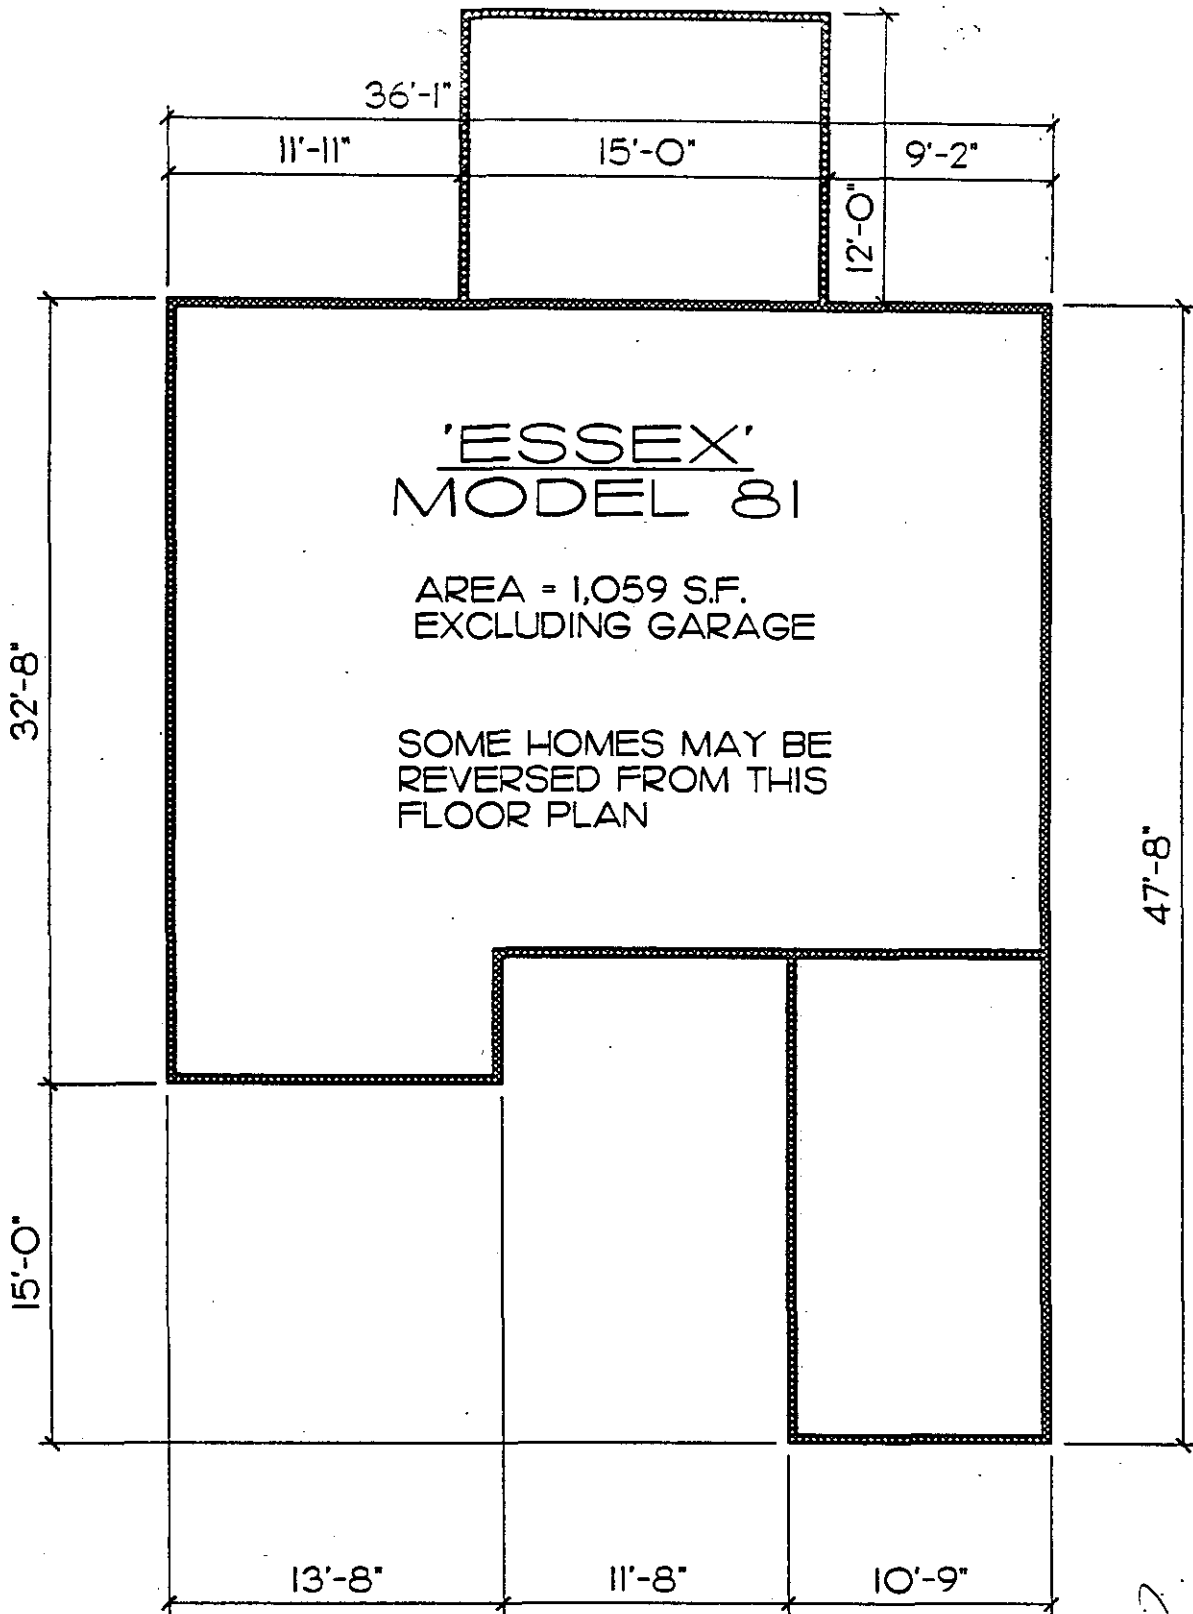 36'-1"
11'-11"
15'-0"
9'-2"
12'-0"
'ESSEX'
MODEL 81
AREA = 1,059 S.F.
EXCLUDING GARAGE
SOME HOMES MAY BE
REVERSED FROM THIS
FLOOR PLAN
32'-8"
47'-8"
15'-0"
13'-8"
11'-8"
10'-9"